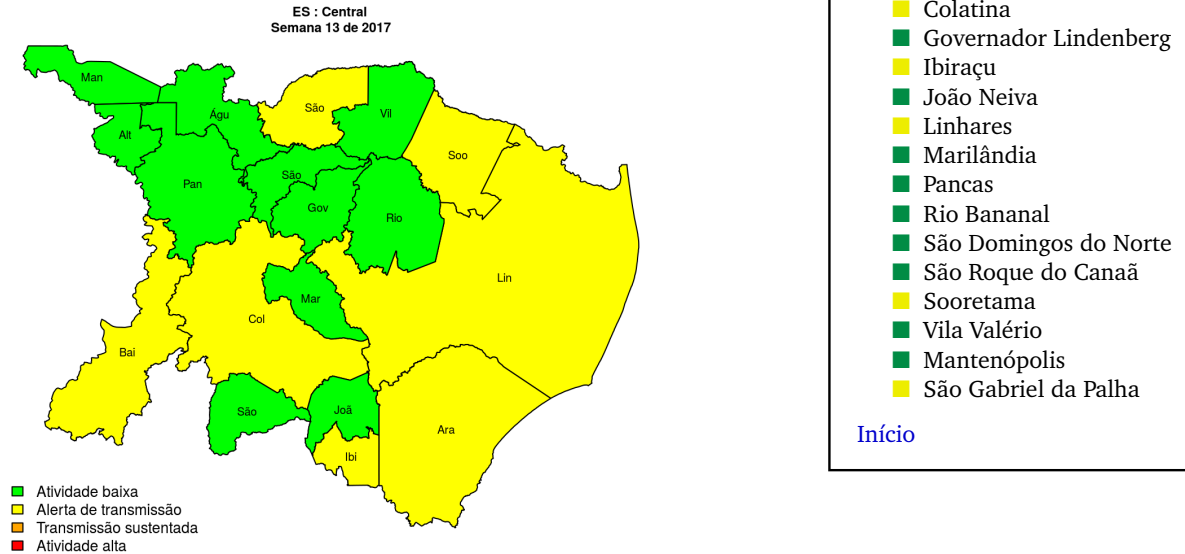 ES : Central
Semana 13 de 2017
Man
Águ
São
Vil
Alt
Soo
Pan
São
Gov
Rio
Lin
Mar
Col
Bai
São
Joã
Ara
Ibi
Atividade baixa
Alerta de transmissão
Transmissão sustentada
Atividade alta
Colatina
Governador Lindenberg
Ibiraçu
João Neiva
Linhares
Marilândia
Pancas
Rio Bananal
São Domingos do Norte
São Roque do Canaã
Sooretama
Vila Valério
Mantenópolis
São Gabriel da Palha
Início